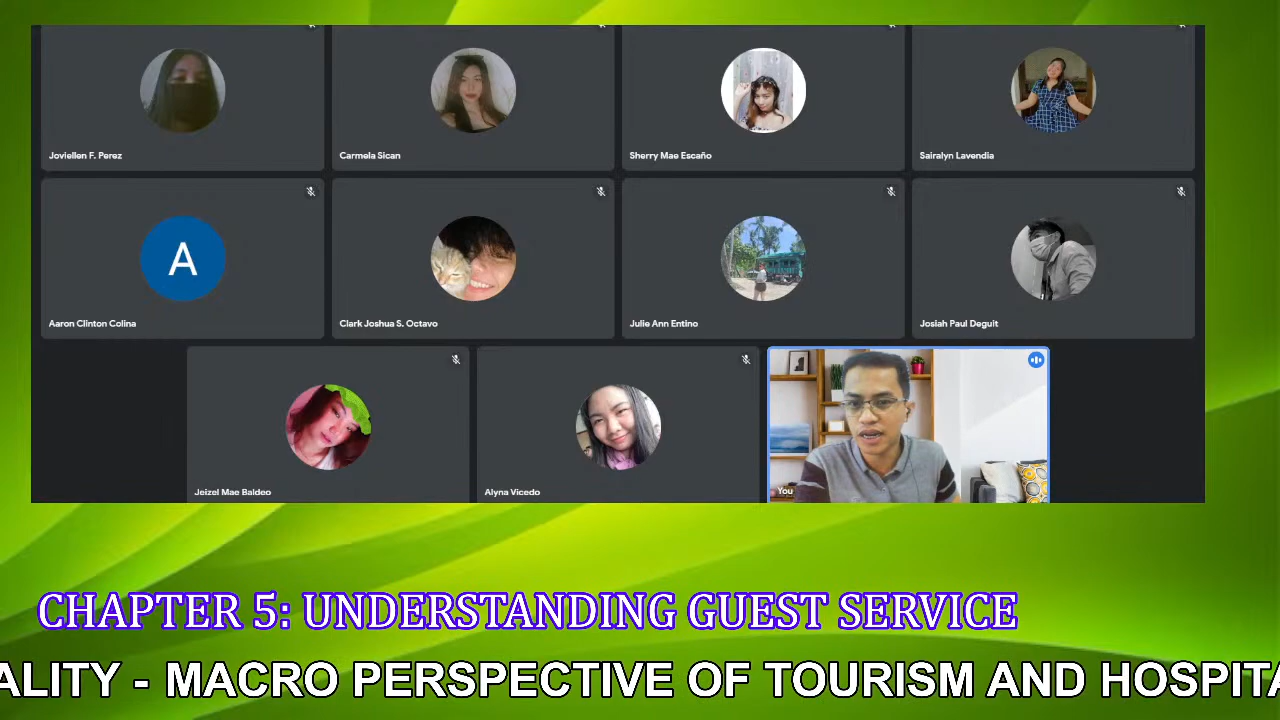 Joviellen F. Perez
Carmela Sican
Sherry Mae Escaño
Sairalyn Lavendia
A
Aaron Clinton Colina
Clark Joshua S. Octavo
Julie Ann Entino
Josiah Paul Deguit
Jeizel Mae Baldeo
Alyna Vicedo
You
CHAPTER 5: UNDERSTANDING GUEST SERVICE
ALITY - MACRO PERSPECTIVE OF TOURISM AND HOSPITA